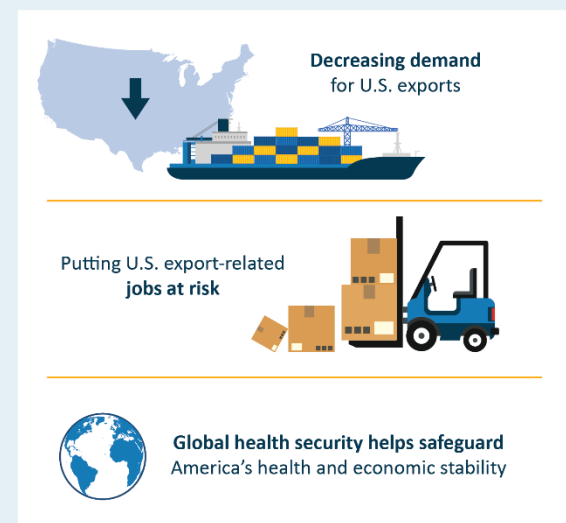 Decreasing demand
for U.S. exports
Putting U.S. export-related
jobs at risk
Global health security helps safeguard
America's health and economic stability